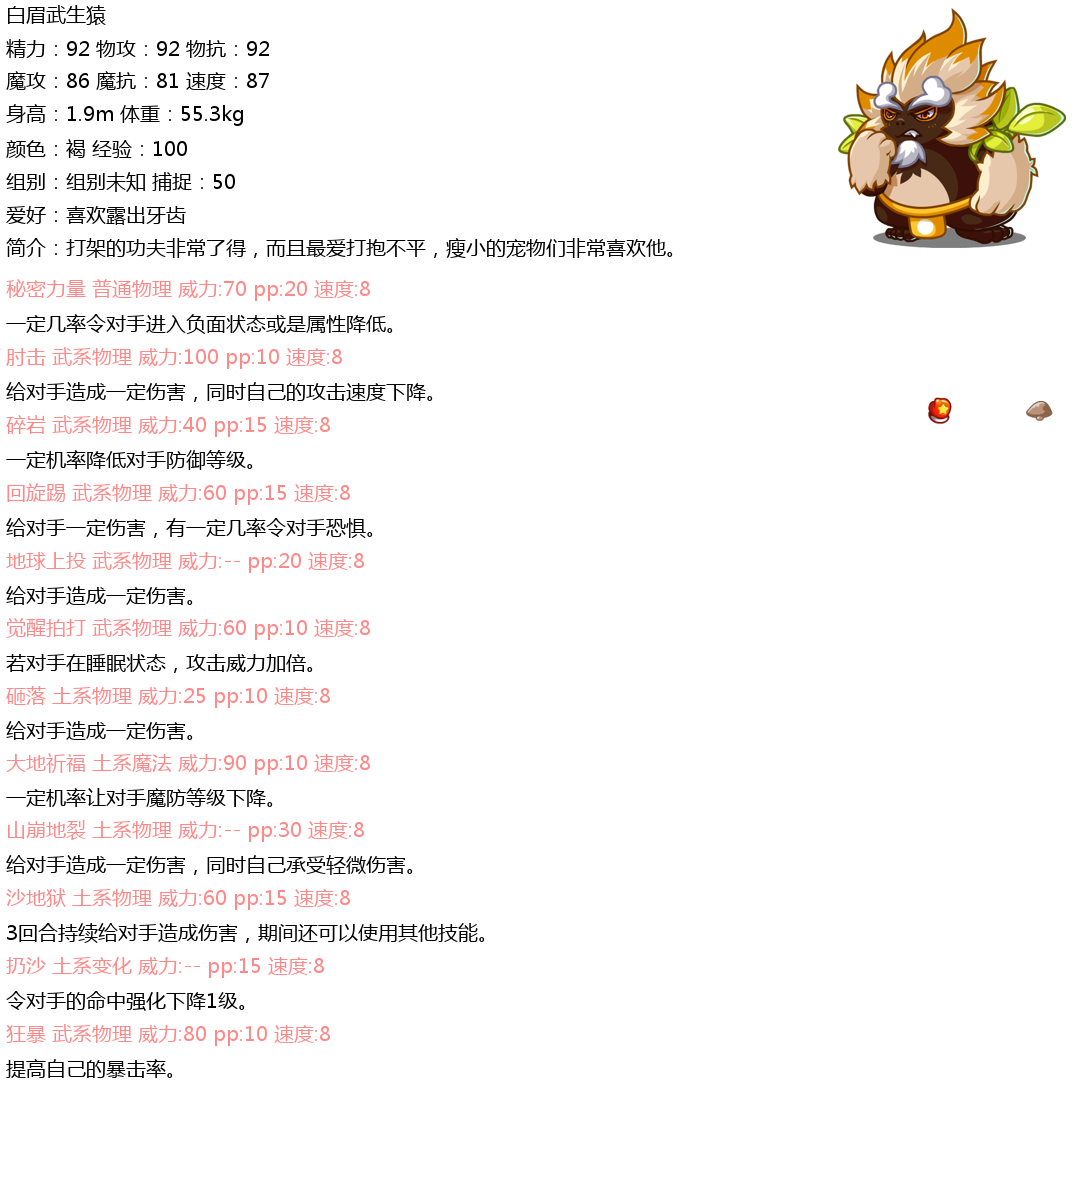 白眉武生猿
精力：92 物攻：92 物抗：92
魔攻：86 魔抗：81 速度：87
身高：1.9m 体重：55.3kg
颜色：褐 经验：100
组别：组别未知 捕捉：50
爱好：喜欢露出牙齿
简介：打架的功夫非常了得，而且最爱打抱不平，瘦小的宠物们非常喜欢他。
秘密力量 普通物理 威力:70 pp:20 速度:8
一定几率令对手进入负面状态或是属性降低。
肘击 武系物理 威力:100 pp:10 速度:8
给对手造成一定伤害，同时自己的攻击速度下降。
碎岩 武系物理 威力:40 pp:15 速度:8
一定机率降低对手防御等级。
回旋踢 武系物理 威力:60 pp:15 速度:8
给对手一定伤害，有一定几率令对手恐惧。
地球上投 武系物理 威力:-- pp:20 速度:8
给对手造成一定伤害。
觉醒拍打 武系物理 威力:60 pp:10 速度:8
若对手在睡眠状态，攻击威力加倍。
砸落 土系物理 威力:25 pp:10 速度:8
给对手造成一定伤害。
大地祈福 土系魔法 威力:90 pp:10 速度:8
一定机率让对手魔防等级下降。
山崩地裂 土系物理 威力:-- pp:30 速度:8
给对手造成一定伤害，同时自己承受轻微伤害。
沙地狱 土系物理 威力:60 pp:15 速度:8
3回合持续给对手造成伤害，期间还可以使用其他技能。
扔沙 土系变化 威力:-- pp:15 速度:8
令对手的命中强化下降1级。
狂暴 武系物理 威力:80 pp:10 速度:8
提高自己的暴击率。